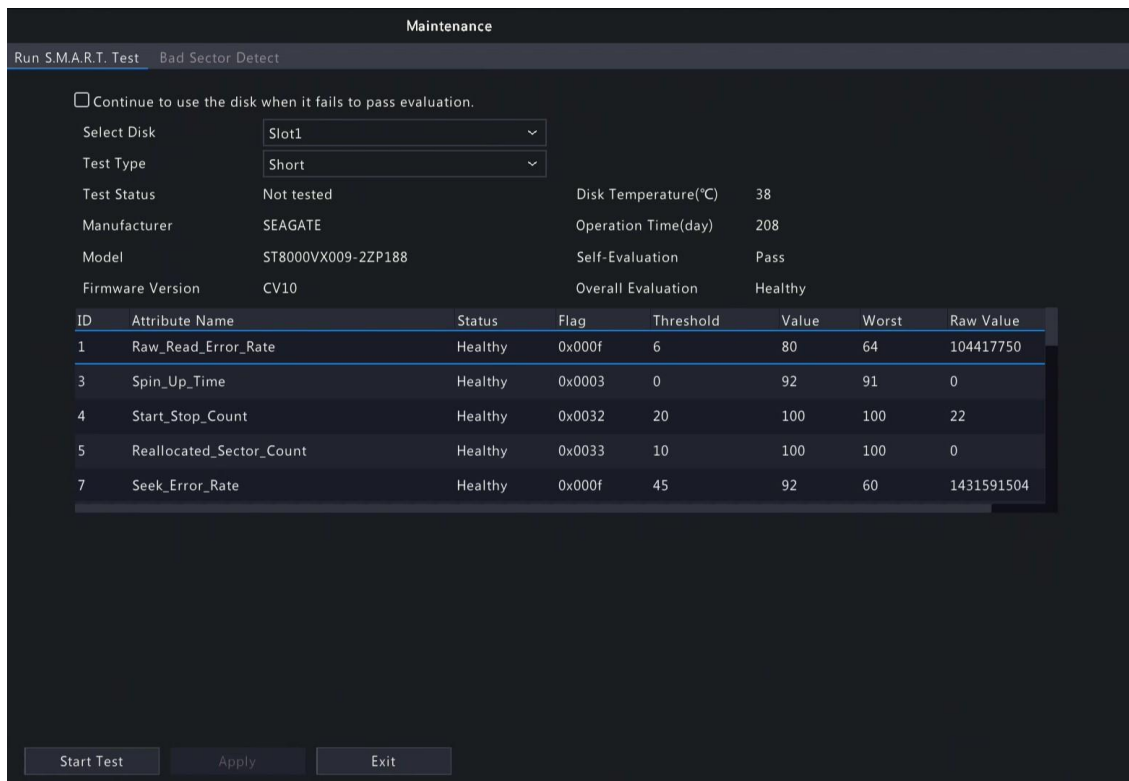 Maintenance
Run S.M.A.R.T. Test Bad Sector Detect
Continue to use the disk when it fails to pass evaluation.
Select Disk Slot1
Test Type Short
Test Status Not tested Disk Temperature(℃) 38
Manufacturer SEAGATE Operation Time(day) 208
Model ST8000VX009-2ZP188 Self-Evaluation Pass
Firmware Version CV10 Overall Evaluation Healthy
ID Attribute Name Status Flag Threshold Value Worst Raw Value
1 Raw_Read_Error_Rate Healthy 0x000f 6 80 64 104417750
3 Spin_Up_Time Healthy 0x0003 0 92 91 0
4 Start_Stop_Count Healthy 0x0032 20 100 100 22
5 Reallocated_Sector_Count Healthy 0x0033 10 100 100 0
7 Seek_Error_Rate Healthy 0x000f 45 92 60 1431591504
Start Test Apply Exit